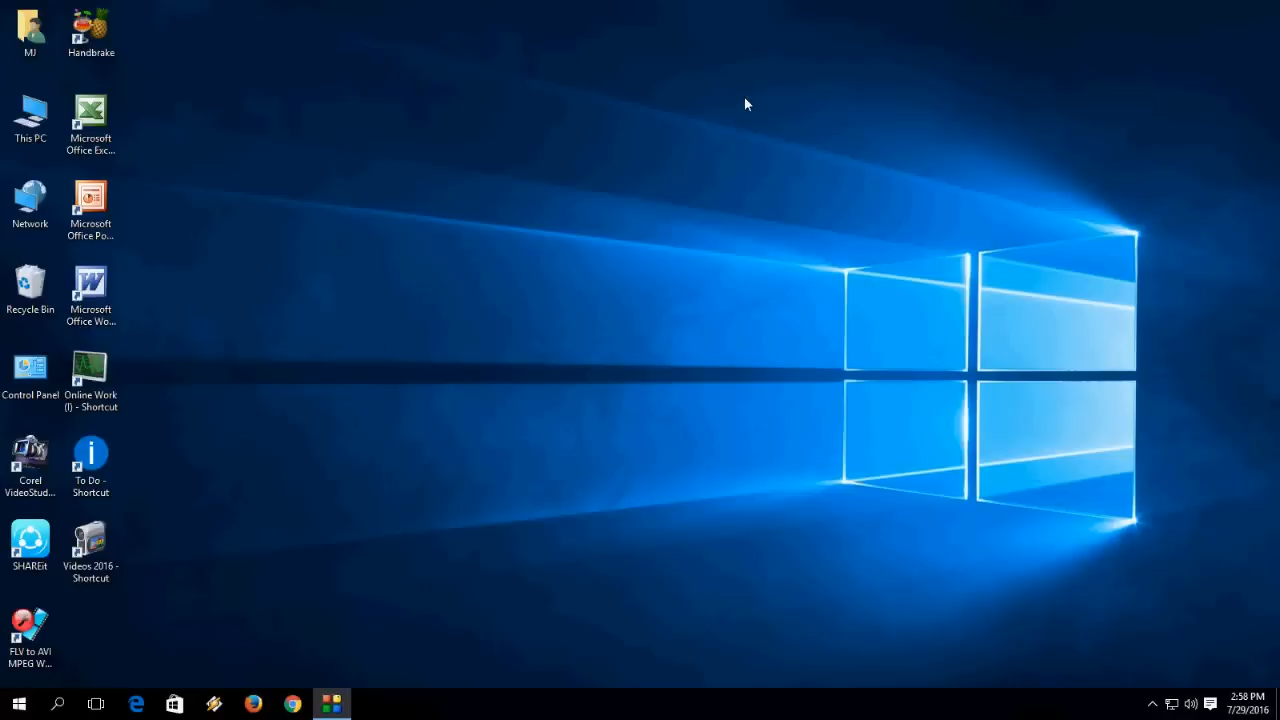 MJ
Handbrake
This PC
Microsoft
Office Exc...
Network
Microsoft
Office Po...
Recycle Bin
Microsoft
Office Wo...
Control Panel
Online Work
(I) - Shortcut
Corel
VideoStud...
To Do -
Shortcut
SHAREit
Videos 2016 -
Shortcut
FLV to AVI
MPEG W...
2:58 PM
7/29/2016